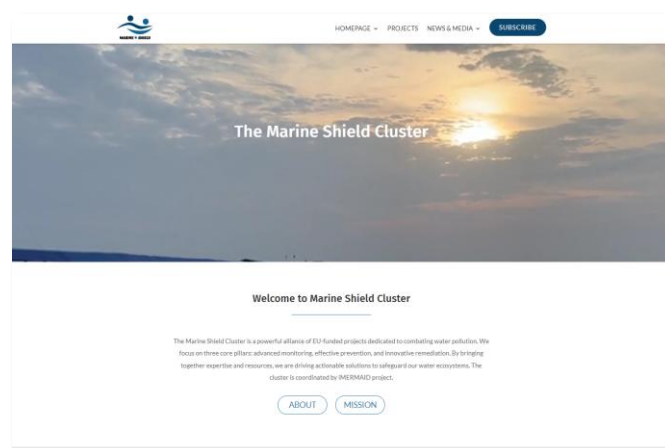 MARINE SHIELD
HOMEPAGE PROJECTS NEWS & MEDIA SUBSCRIBE
The Marine Shield Cluster
Welcome to Marine Shield Cluster
The Marine Shield Cluster is a powerful alliance of EU-funded projects dedicated to combating water pollution. We
focus on three core pillars: advanced monitoring, effective prevention, and innovative remediation. By bringing
together expertise and resources, we are driving actionable solutions to safeguard our water ecosystems. The
cluster is coordinated by iMERMAID project.
ABOUT MISSION